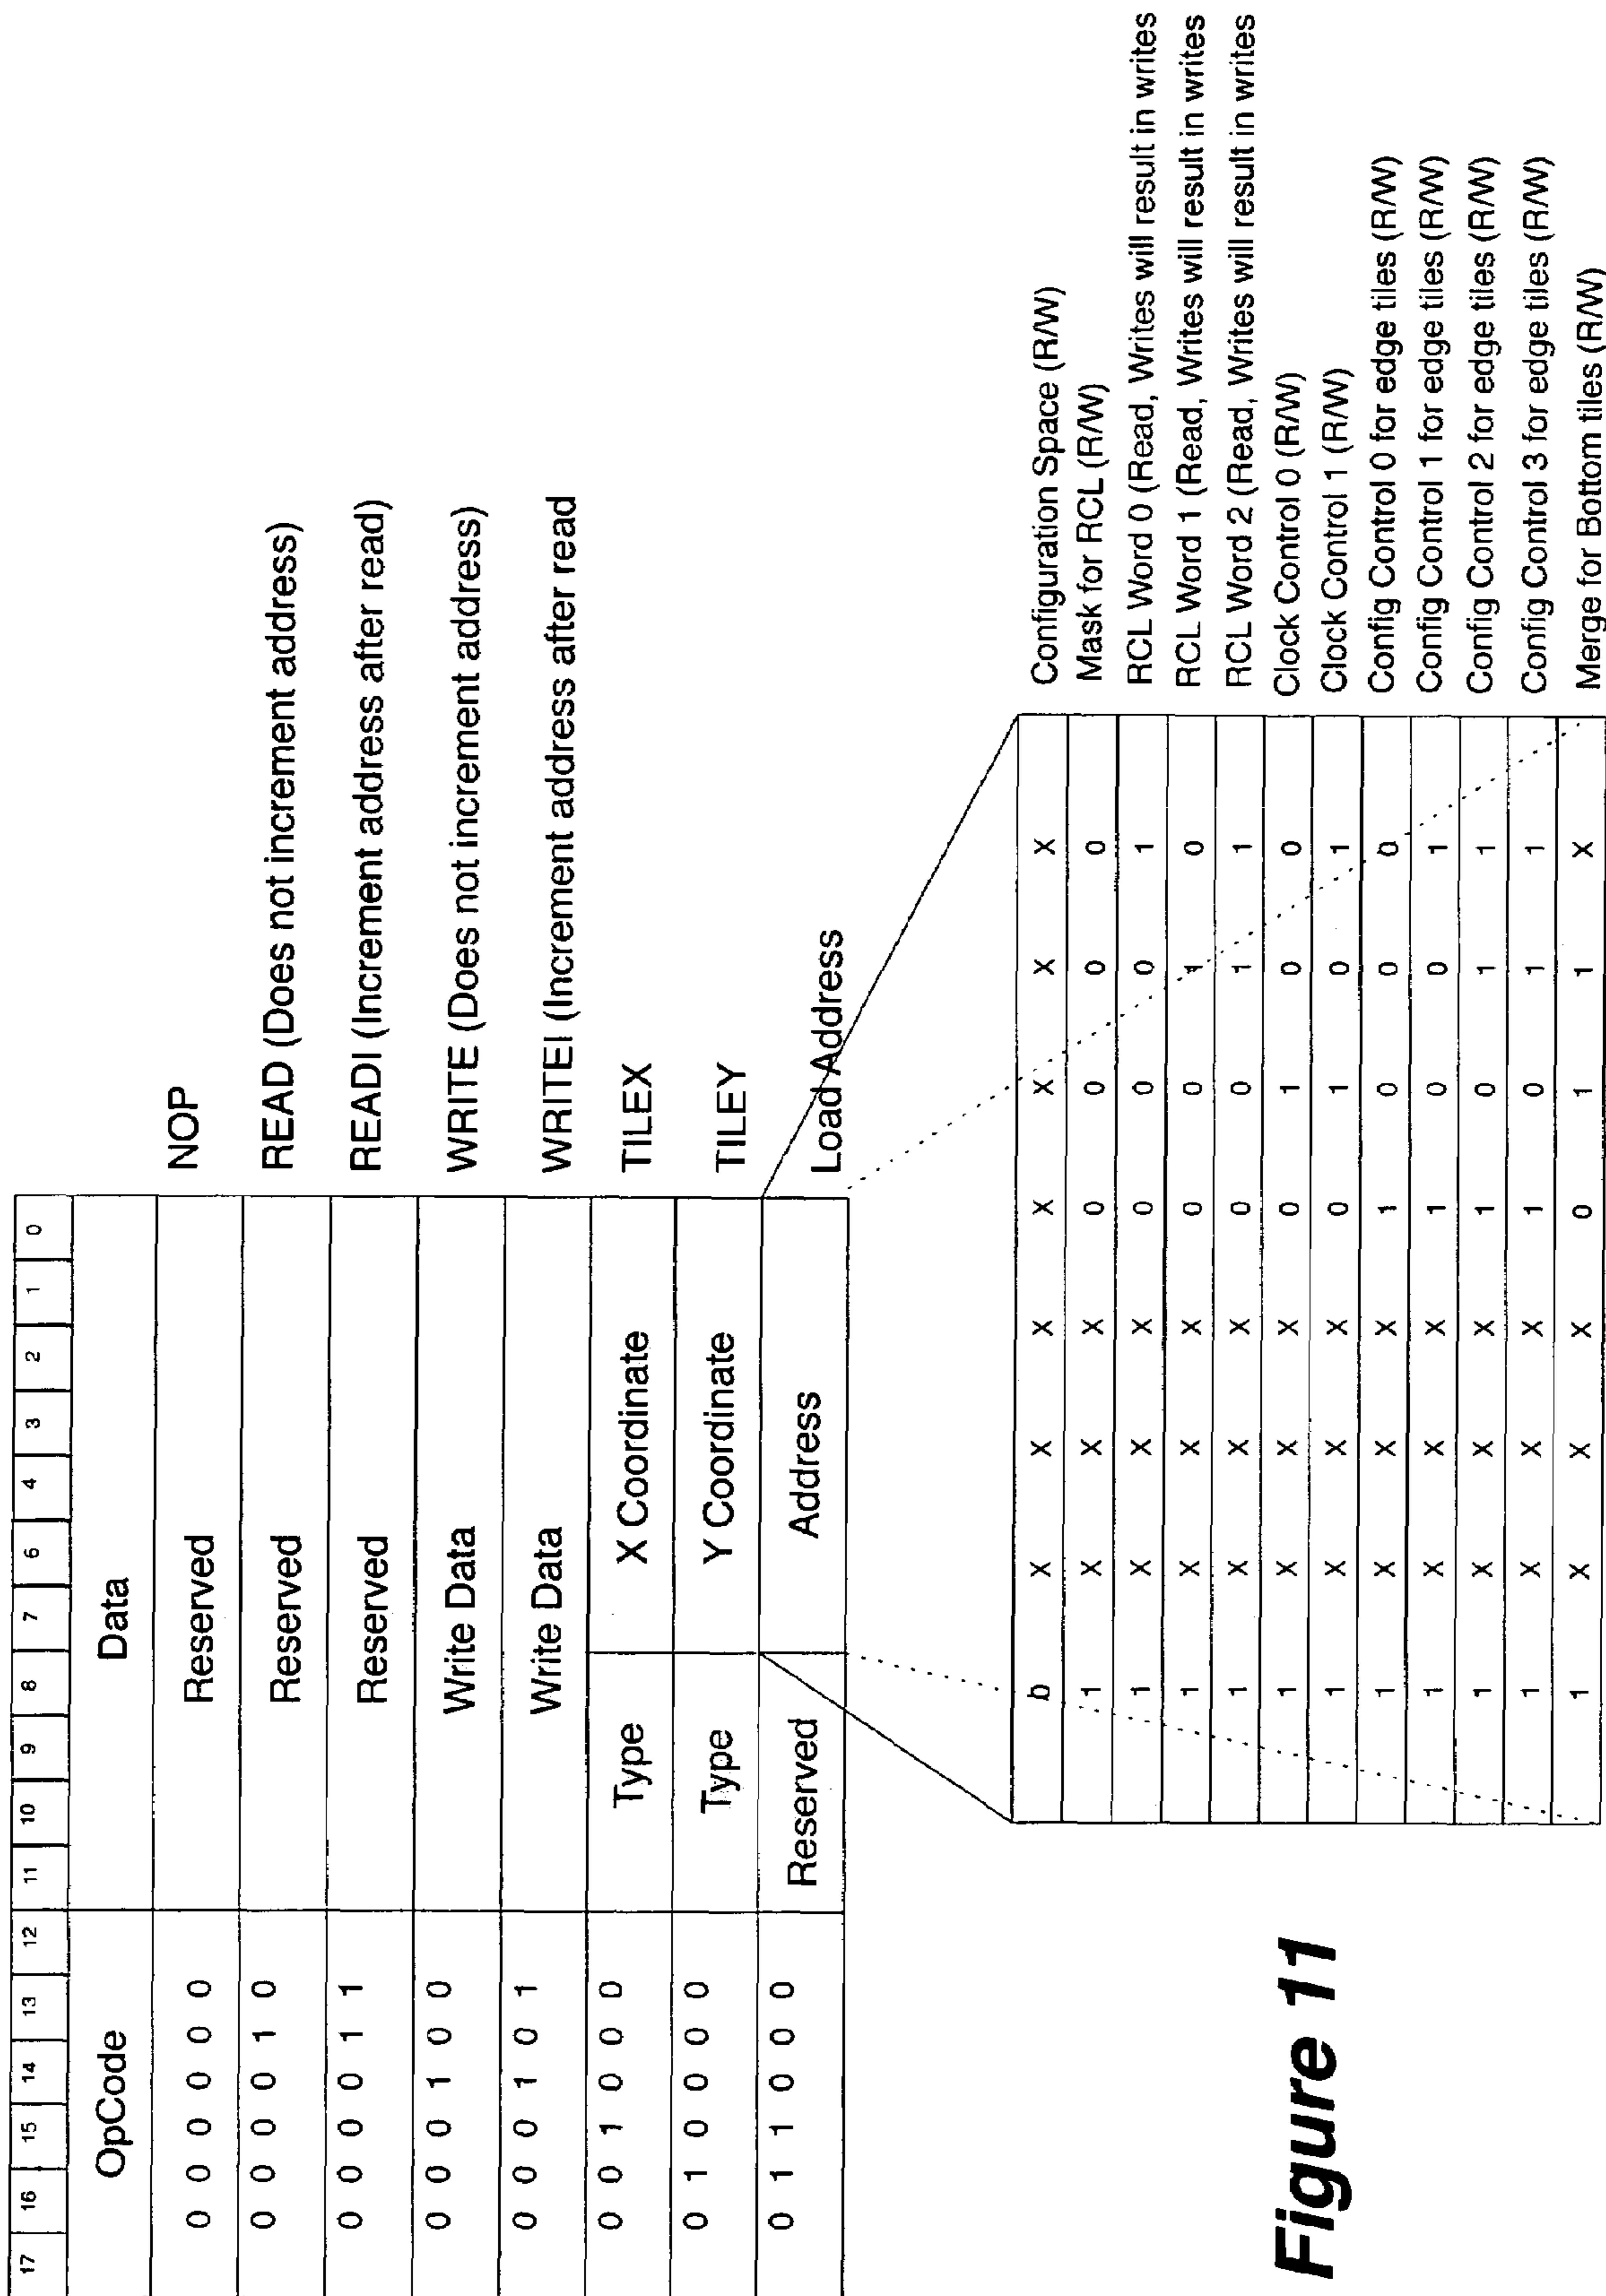 17 16 15 14 13 12 11 10 9 8 7 6 4 3 2 1 0
OpCode Data
0 0 0 0 0 0 Reserved NOP
0 0 0 0 1 0 Reserved READ (Does not increment address)
0 0 0 0 1 1 Reserved READI (Increment address after read)
0 0 0 1 0 0 Write Data WRITE (Does not increment address)
0 0 0 1 0 1 Write Data WRITEI (Increment address after read
0 0 1 0 0 0 Type X Coordinate TILEX
0 1 0 0 0 0 Type Y Coordinate TILEY
0 1 1 0 0 0 Reserved Address Load Address
b X X X X X X X Configuration Space (R/W)
1 X X X 0 0 0 0 Mask for RCL (R/W)
1 X X X 0 0 0 1 RCL Word 0 (Read, Writes will result in writes
1 X X X 0 0 1 0 RCL Word 1 (Read, Writes will result in writes
1 X X X 0 0 1 1 RCL Word 2 (Read, Writes will result in writes
1 X X X 0 1 0 0 Clock Control 0 (R/W)
1 X X X 0 1 0 1 Clock Control 1 (R/W)
1 X X X 1 0 0 0 Config Control 0 for edge tiles (R/W)
1 X X X 1 0 0 1 Config Control 1 for edge tiles (R/W)
1 X X X 1 0 1 1 Config Control 2 for edge tiles (R/W)
1 X X X 1 0 1 1 Config Control 3 for edge tiles (R/W)
1 X X X 0 1 1 X Merge for Bottom tiles (R/W)
Figure 11